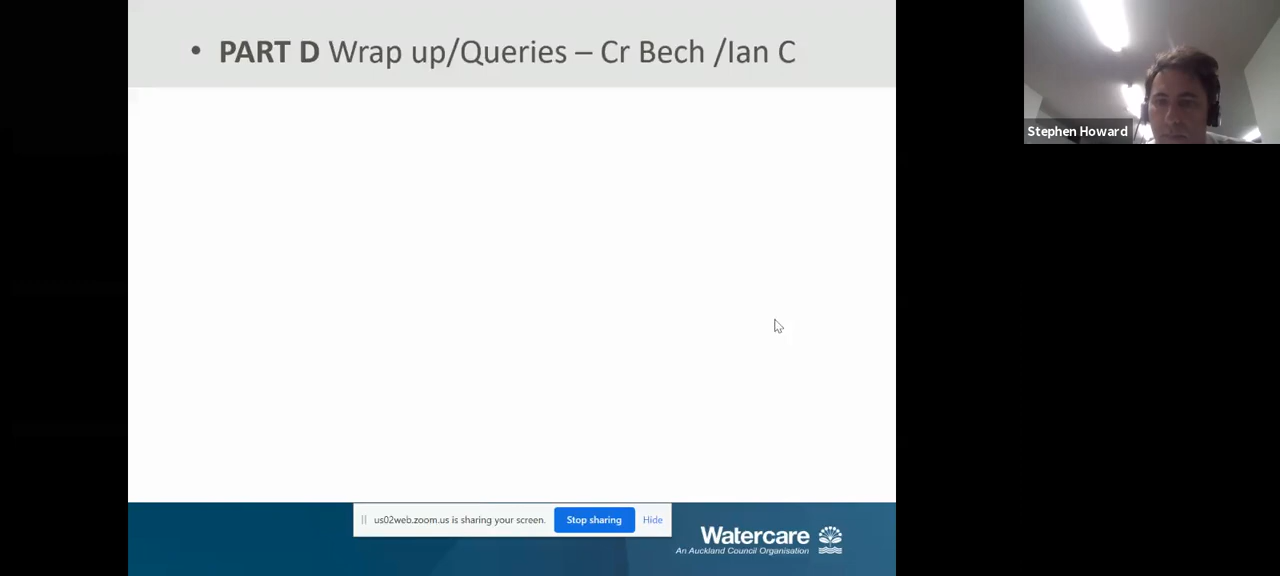 • PART D Wrap up/Queries – Cr Bech /Ian C
Stephen Howard
us02web.zoom.us is sharing your screen.
Stop sharing
Hide
Watercare
An Auckland Council Organisation